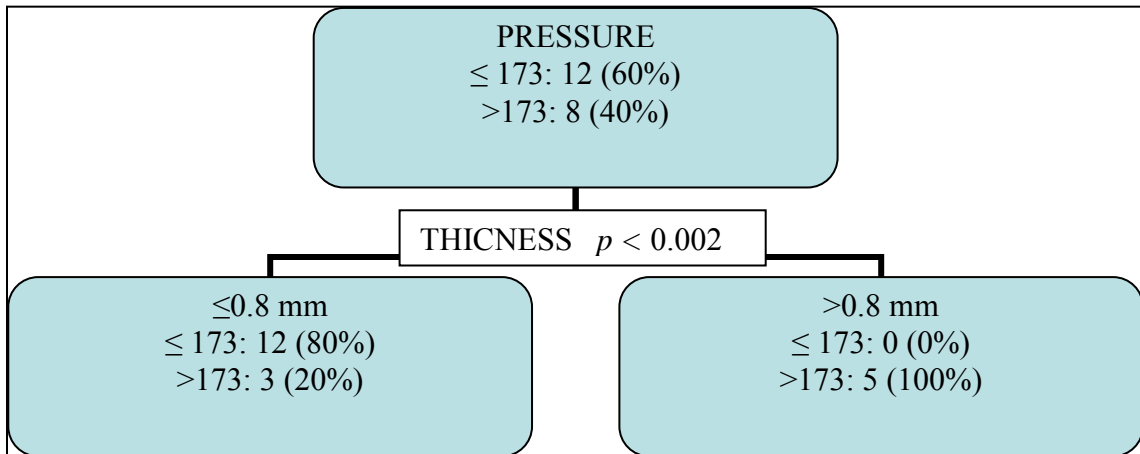 PRESSURE
≤ 173: 12 (60%)
>173: 8 (40%)
THICNESS p < 0.002
≤0.8 mm
≤ 173: 12 (80%)
>173: 3 (20%)
>0.8 mm
≤ 173: 0 (0%)
>173: 5 (100%)